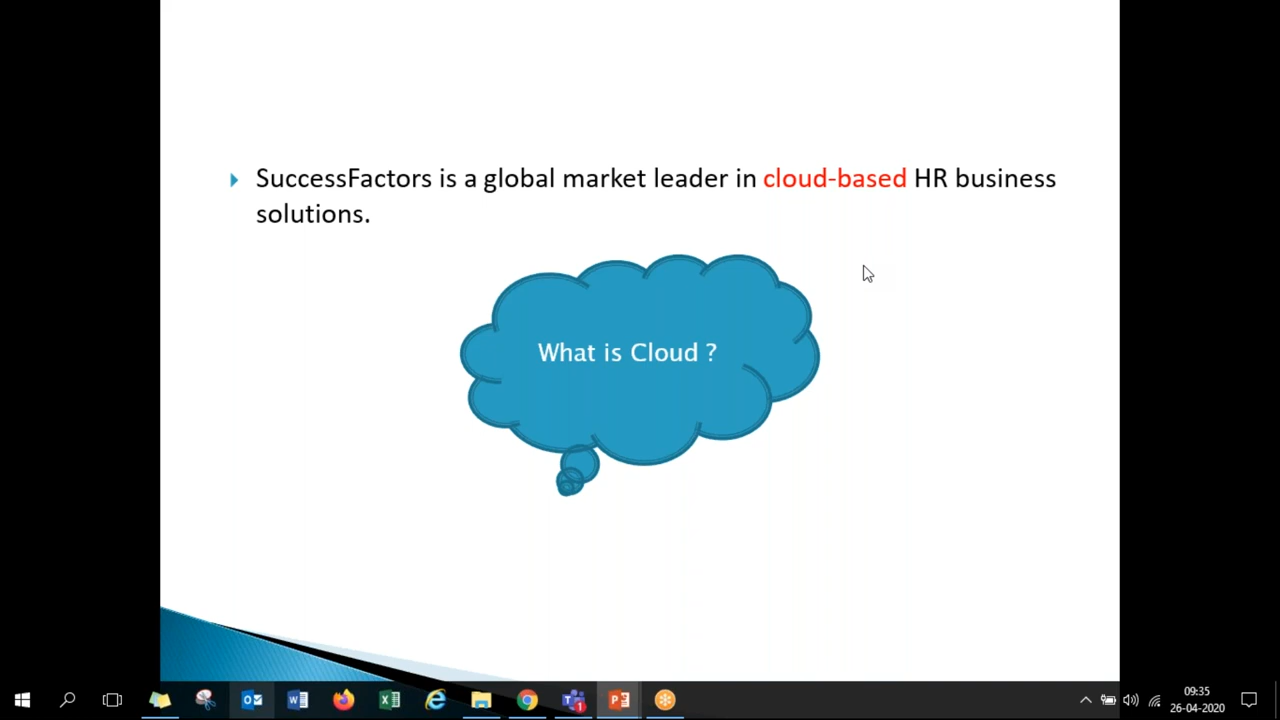 SuccessFactors is a global market leader in cloud-based HR business
solutions.
What is Cloud ?
09:35
26-04-2020